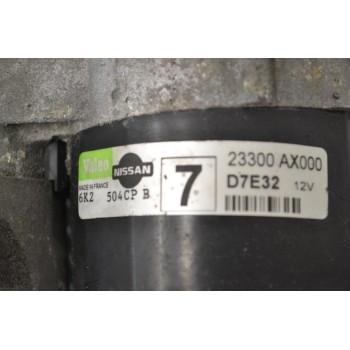 Valeo
MADE IN FRANCE
NISSAN
6K2 504CP B
7
23300 AX000
D7E32 12V